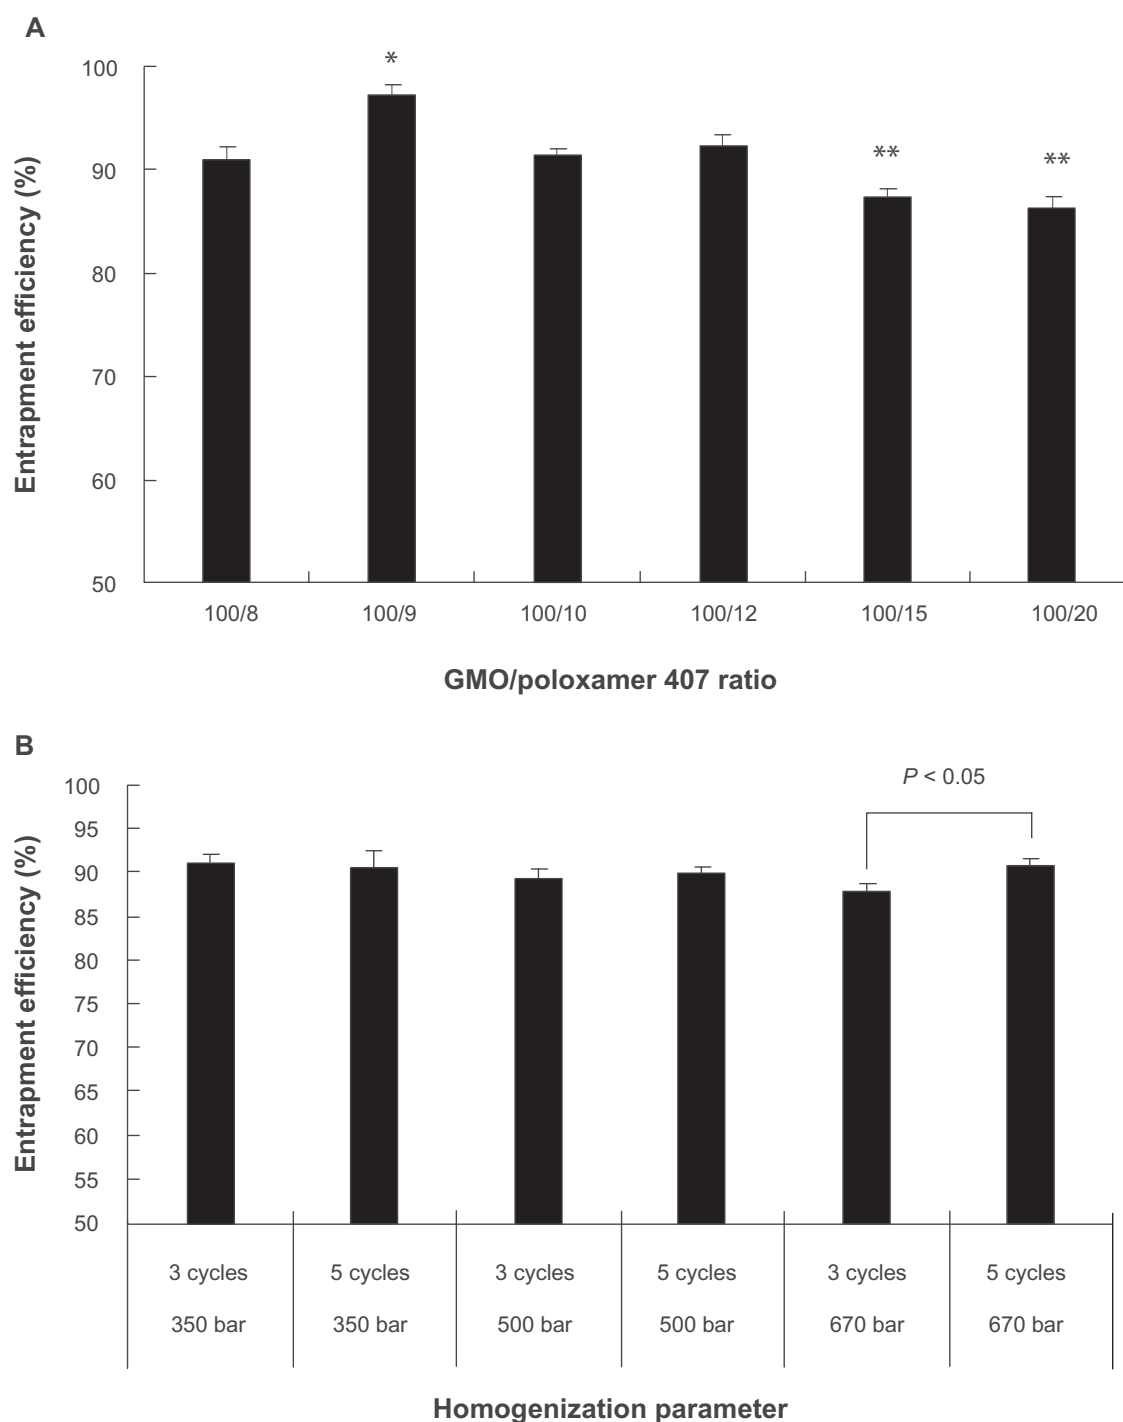 A
Entrapment efficiency (%)
100
90
80
70
60
50
*
**
**
100/8 100/9 100/10 100/12 100/15 100/20
GMO/poloxamer 407 ratio
B
Entrapment efficiency (%)
100
95
90
85
80
75
70
65
60
55
50
P < 0.05
3 cycles 5 cycles 3 cycles 5 cycles 3 cycles 5 cycles
350 bar 350 bar 500 bar 500 bar 670 bar 670 bar
Homogenization parameter